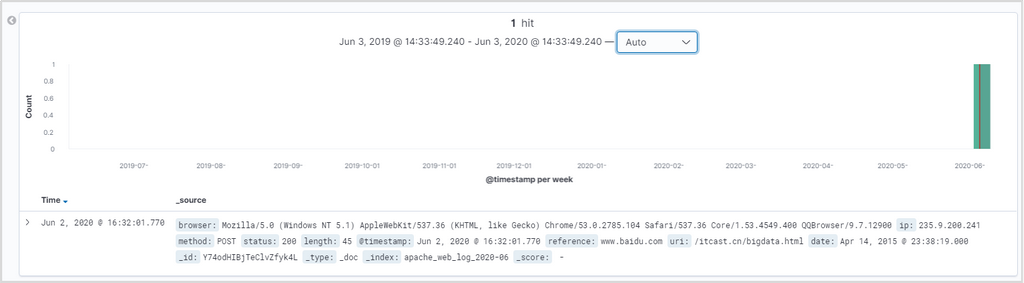 1 hit
Jun 3, 2019 @ 14:33:49.240 - Jun 3, 2020 @ 14:33:49.240 — Auto
Count
1
0.8
0.6
0.4
0.2
0
2019-07- 2019-08- 2019-09- 2019-10-01 2019-11-01 2019-12-01 2020-01- 2020-02- 2020-03- 2020-04- 2020-05- 2020-06-
@timestamp per week
Time _source
Jun 2, 2020 @ 16:32:01.770 browser: Mozilla/5.0 (Windows NT 5.1) AppleWebKit/537.36 (KHTML, like Gecko) Chrome/53.0.2785.104 Safari/537.36 Core/1.53.4549.400 QQBrowser/9.7.12900 ip: 235.9.200.241
method: POST status: 200 length: 45 @timestamp: Jun 2, 2020 @ 16:32:01.770 reference: www.baidu.com uri: /itcast.cn/bigdata.html date: Apr 14, 2015 @ 23:38:19.000
_id: Y74odHIBjTeClvZfyk4L _type: _doc _index: apache_web_log_2020-06 _score: -